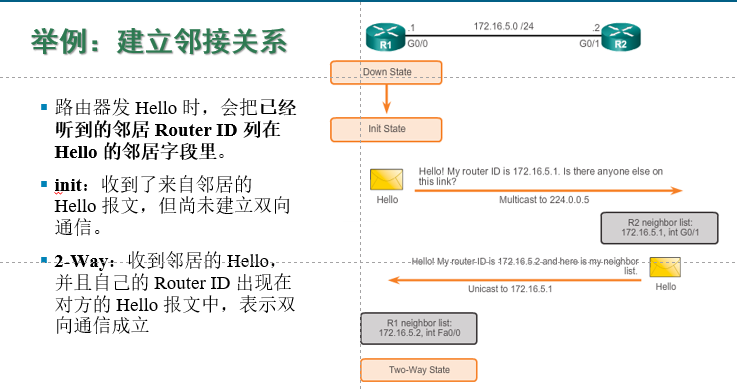 举例：建立邻接关系
路由器发 Hello 时，会把已经
听到的邻居 Router ID 列在
Hello 的邻居字段里。
init：收到了来自邻居的
Hello 报文，但尚未建立双向
通信。
2-Way：收到邻居的 Hello，
并且自己的 Router ID 出现在
对方的 Hello 报文中，表示双
向通信成立
.1
172.16.5.0 /24
.2
R1
G0/0
G0/1
R2
Down State
Init State
Hello! My router ID is 172.16.5.1. Is there anyone else on
this link?
Hello
Multicast to 224.0.0.5
R2 neighbor list:
172.16.5.1, int G0/1
Hello! My router ID is 172.16.5.2 and here is my neighbor
list.
Unicast to 172.16.5.1
Hello
R1 neighbor list:
172.16.5.2, int Fa0/0
Two-Way State